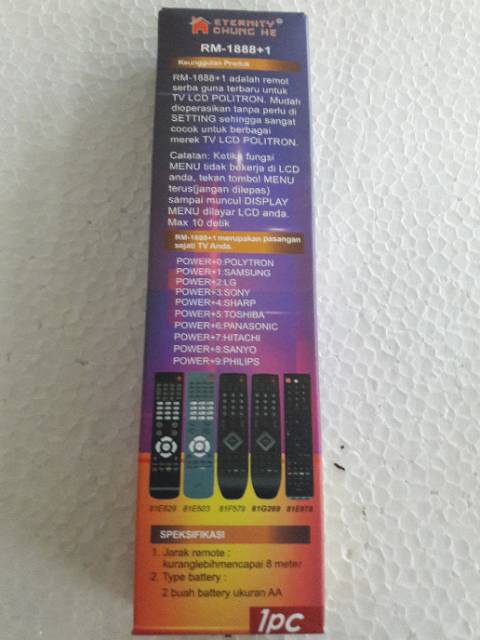 ETERNITY®
CHUNG HE
RM-1888+1
Keunggulan Produk
RM-1888+1 adalah remot
serba guna terbaru untuk
TV LCD POLITRON. Mudah
dioperasikan tanpa perlu di
SETTING sehingga sangat
cocok untuk berbagai
merek TV LCD POLITRON.
Catatan: Ketika fungsi
MENU tidak bekerja di LCD
anda, tekan tombol MENU
terus(jangan dilepas)
sampai muncul DISPLAY
MENU dilayar LCD anda.
Max 10 detik
RM-1888+1 merupakan pasangan
sejati TV Anda.
POWER+0:POLYTRON
POWER+1:SAMSUNG
POWER+2:LG
POWER+3:SONY
POWER+4:SHARP
POWER+5:TOSHIBA
POWER+6:PANASONIC
POWER+7:HITACHI
POWER+8:SANYO
POWER+9:PHILIPS
81E829 81E503 81F579 81G269 81E978
SPEKSIFIKASI
1. Jarak remote :
kuranglebihmencapai 8 meter
2. Type battery :
2 buah battery ukuran AA
1pc